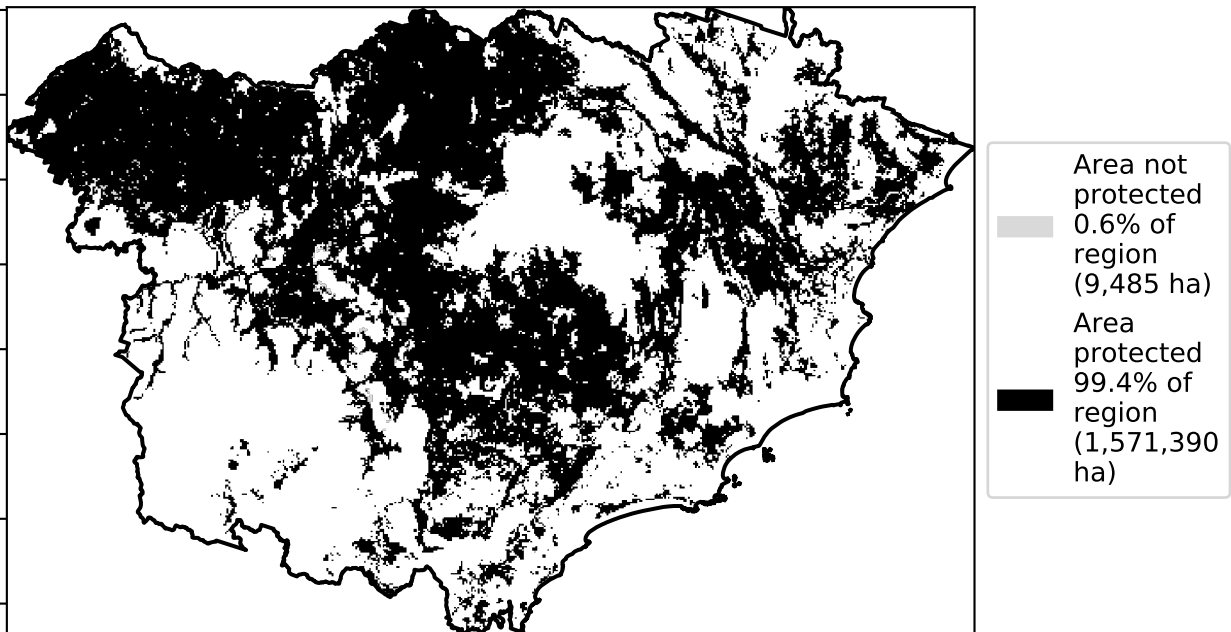 Area not
protected
0.6% of
region
(9,485 ha)
Area
protected
99.4% of
region
(1,571,390
ha)